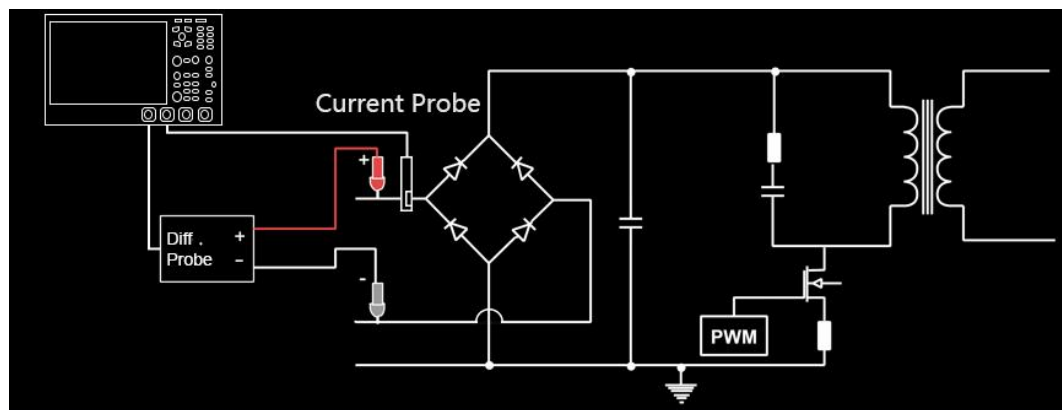 Current Probe
+
Diff .
Probe
+
−
-
PWM